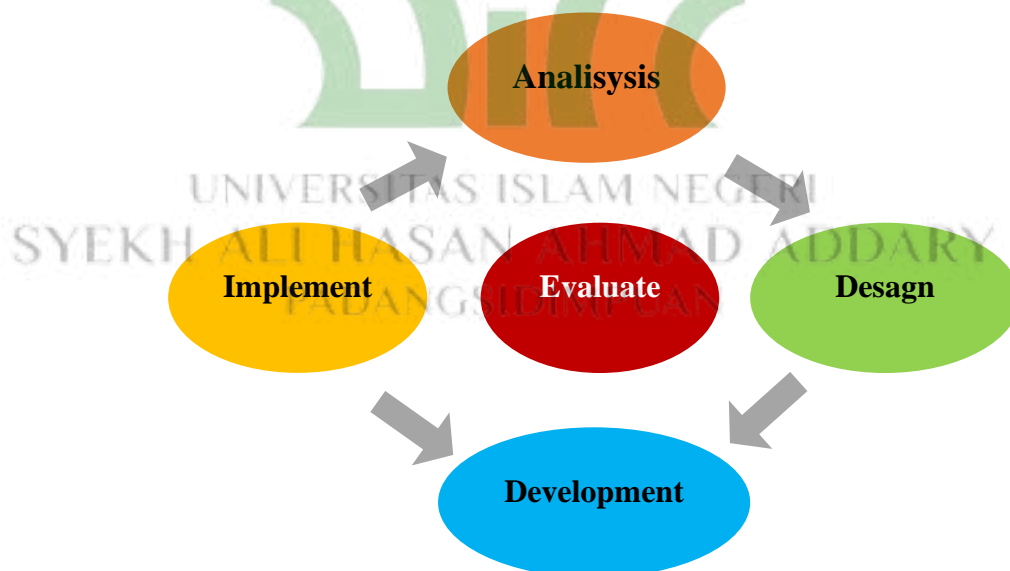 Analisysis
UNIVERSITAS ISLAM NEGERI
SYEKH ALI HASAN AHMAD ADDARY
Implement Evaluate Desagn
PADANGSIDIMPUAN
Development